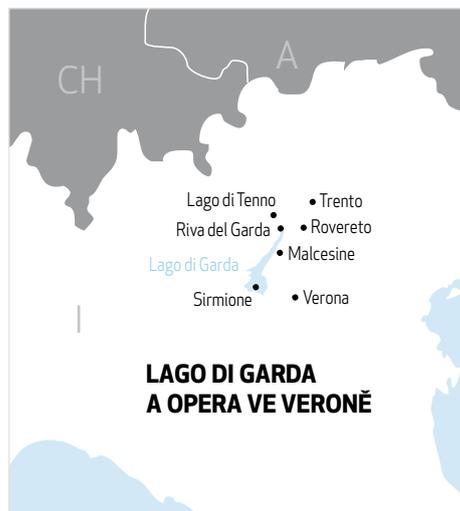 A
CH
Lago di Tenno
Trento
Riva del Garda
Rovereto
Malcesine
Lago di Garda
Sirmione
Verona
I
LAGO DI GARDA
A OPERA VE VERONĚ